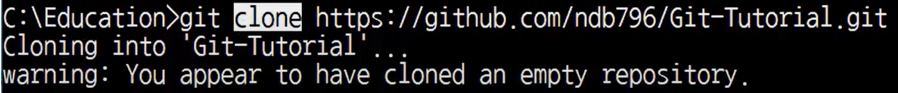 C:\Education>git clone https://github.com/ndb796/Git-Tutorial.git
Cloning into 'Git-Tutorial'...
warning: You appear to have cloned an empty repository.